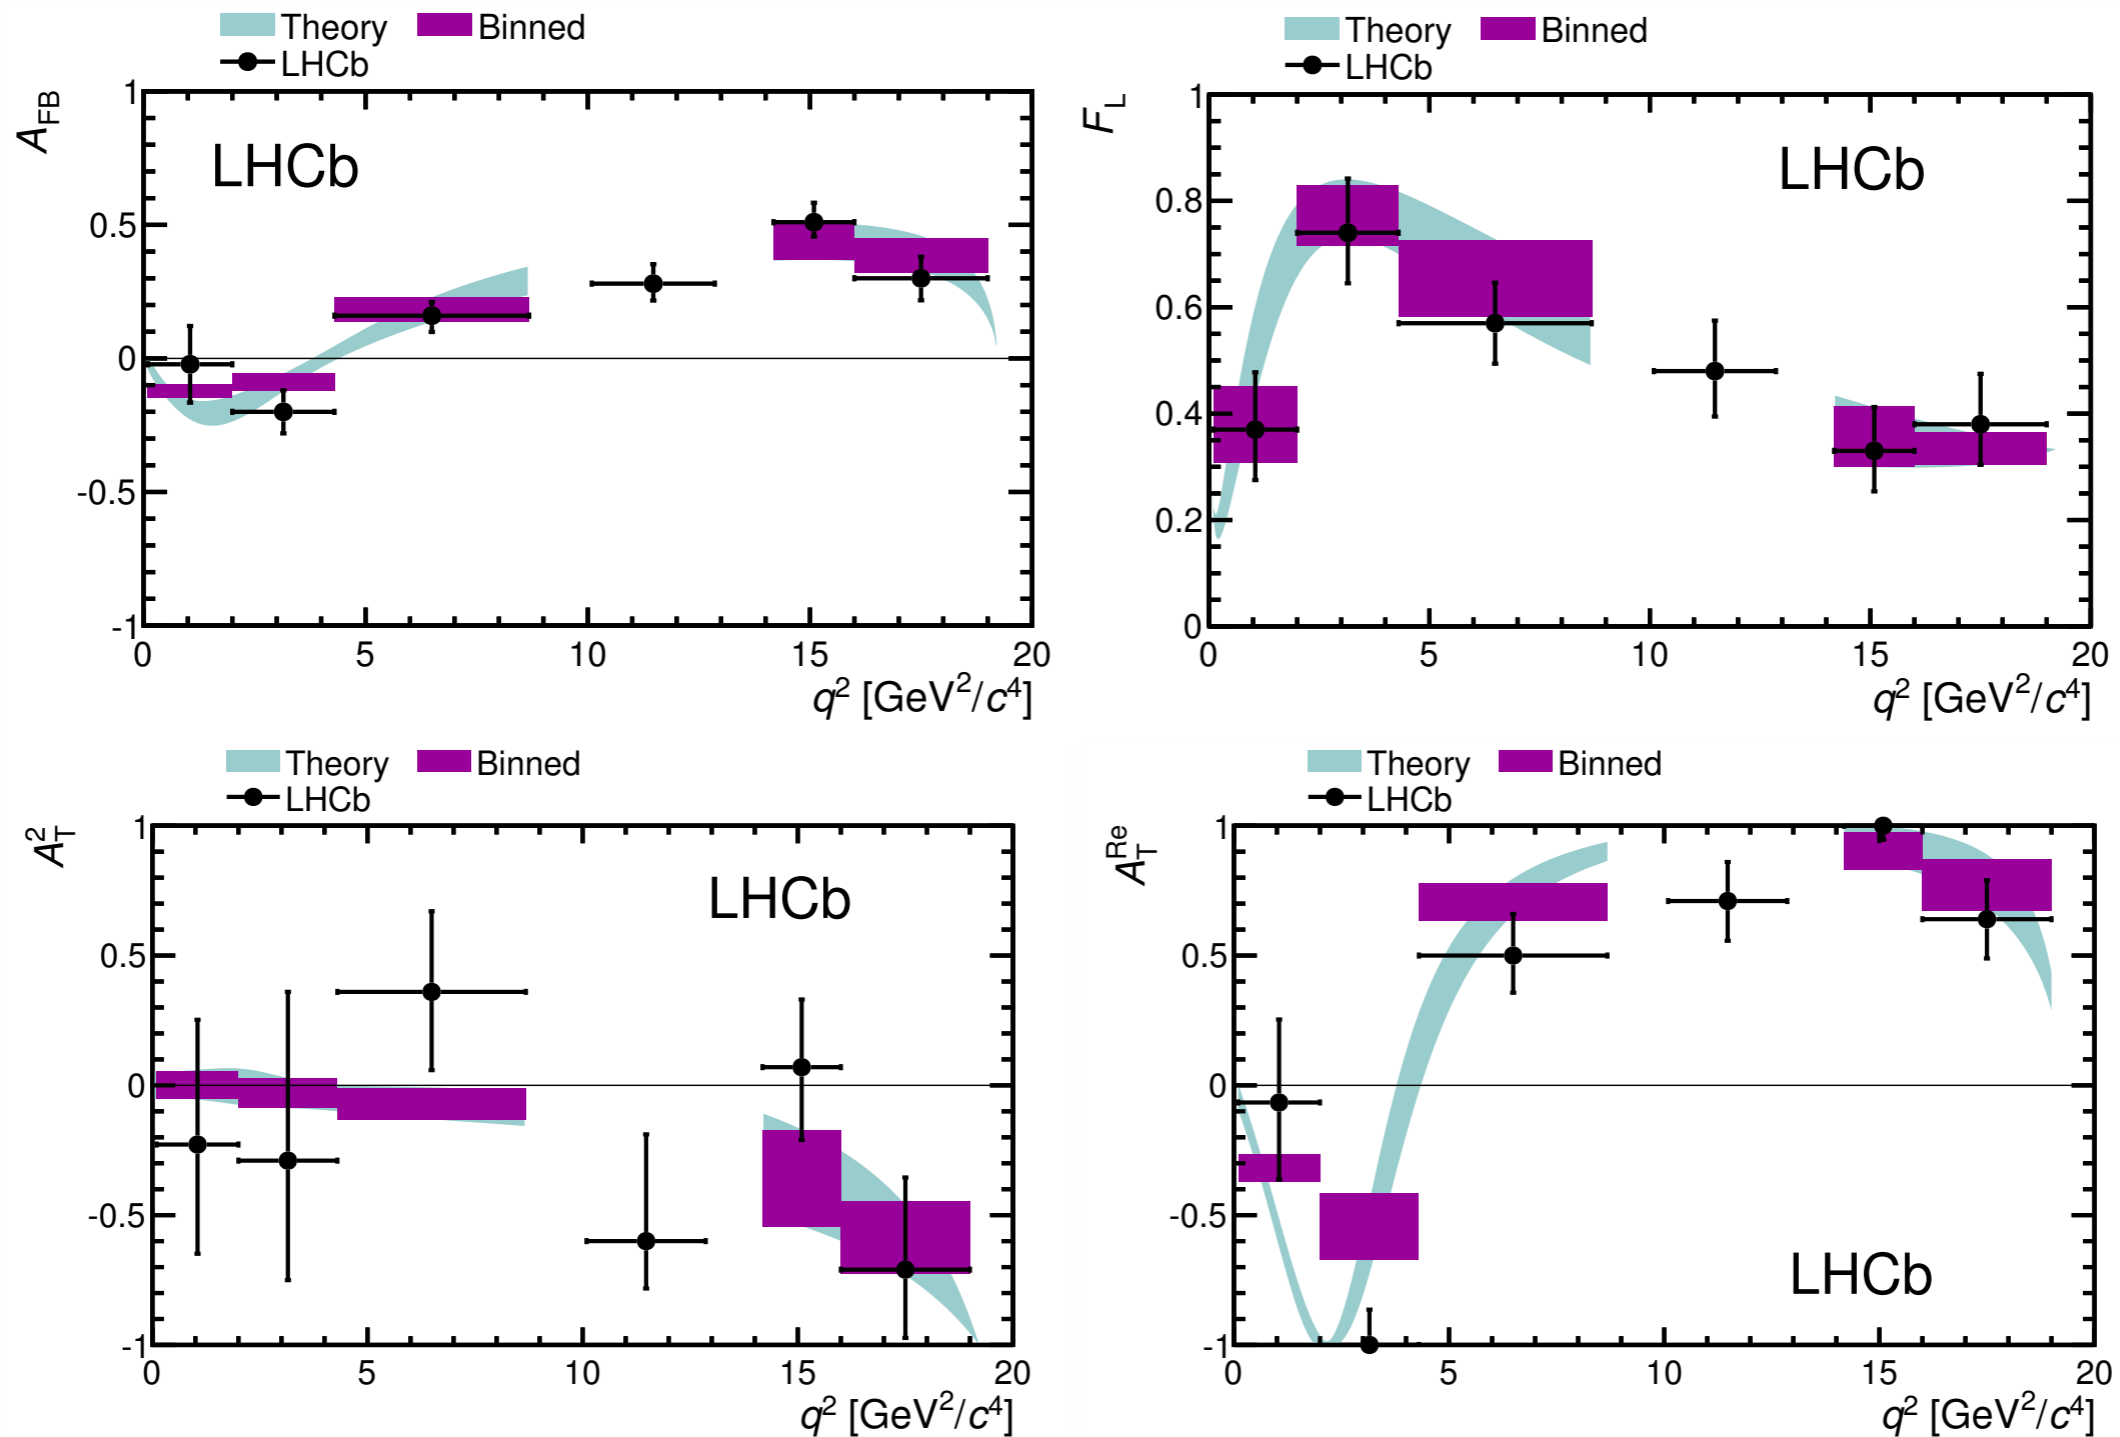 Theory Binned
LHCb
A_FB
LHCb
1
0.5
0
-0.5
-1
0 5 10 15 20
q² [GeV²/c⁴]
Theory Binned
LHCb
F_L
LHCb
1
0.8
0.6
0.4
0.2
0
0 5 10 15 20
q² [GeV²/c⁴]
Theory Binned
LHCb
A_T²
LHCb
1
0.5
0
-0.5
-1
0 5 10 15 20
q² [GeV²/c⁴]
Theory Binned
LHCb
A_T^Re
1
0.5
0
-0.5
LHCb
-1
0 5 10 15 20
q² [GeV²/c⁴]